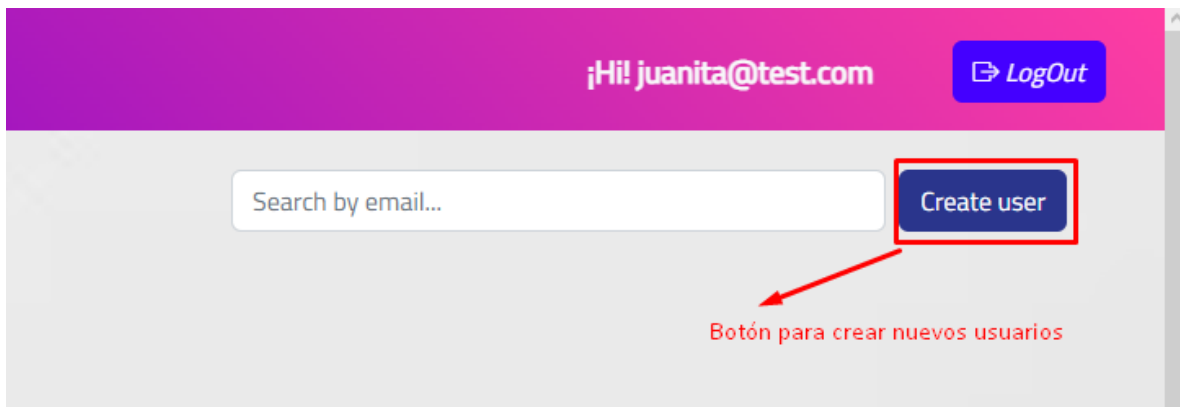 ¡Hi! juanita@test.com
LogOut
Search by email...
Create user
Botón para crear nuevos usuarios